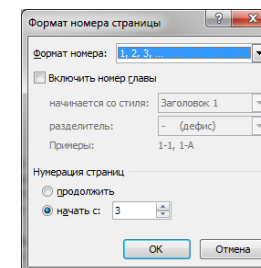 Формат номера страницы
Формат номера: 1, 2, 3, ...
Включить номер главы
начинается со стиля: Заголовок 1
разделитель: - (дефис)
Примеры: 1-1, 1-A
Нумерация страниц
продолжить
начать с: 3
ОК Отмена